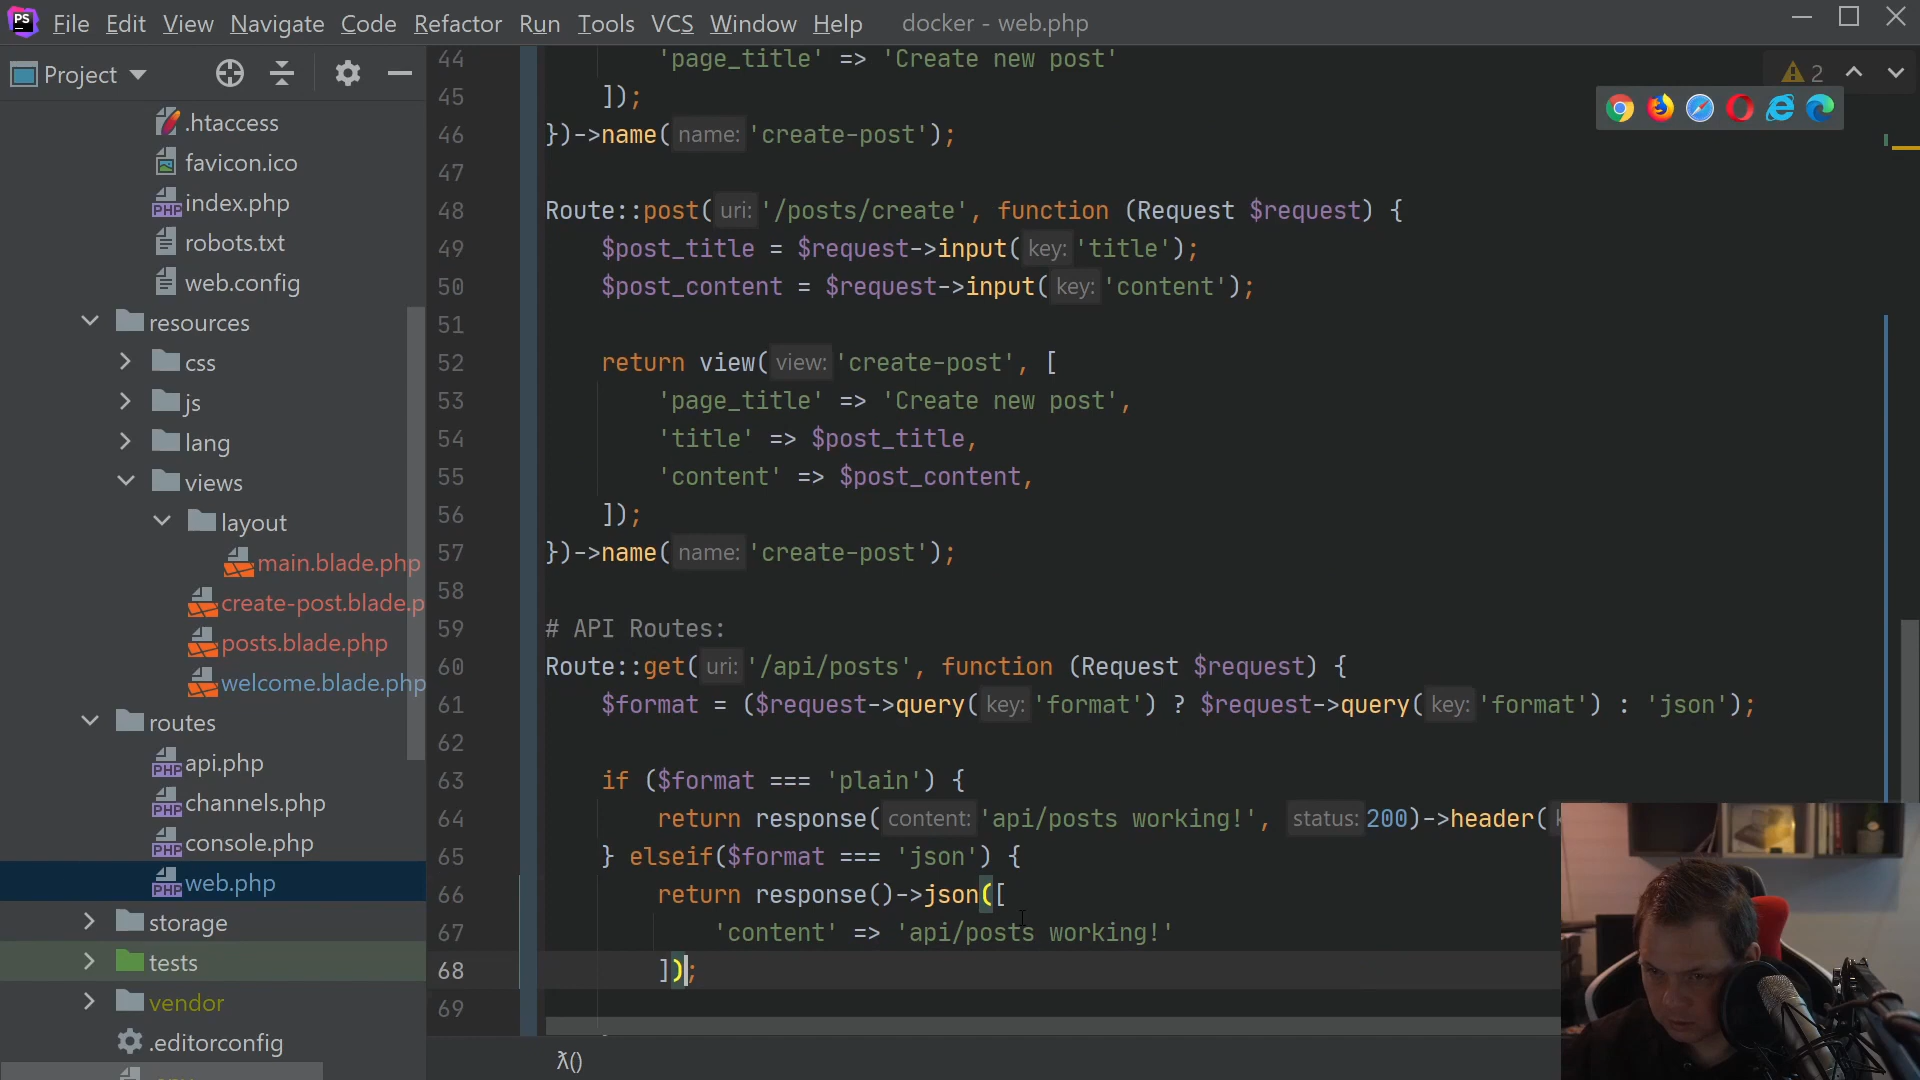 PS File Edit View Navigate Code Refactor Run Tools VCS Window Help docker - web.php
Project
.htaccess
favicon.ico
PHP index.php
robots.txt
web.config
resources
css
js
lang
views
layout
main.blade.php
create-post.blade.p
posts.blade.php
welcome.blade.php
routes
PHP api.php
PHP channels.php
PHP console.php
PHP web.php
storage
tests
vendor
.editorconfig
2
44 'page_title' => 'Create new post'
45 ]);
46 })->name( name: 'create-post');
47
48 Route::post( uri: '/posts/create', function (Request $request) {
49 $post_title = $request->input( key: 'title');
50 $post_content = $request->input( key: 'content');
51
52 return view( view: 'create-post', [
53 'page_title' => 'Create new post',
54 'title' => $post_title,
55 'content' => $post_content,
56 ]);
57 })->name( name: 'create-post');
58
59 # API Routes:
60 Route::get( uri: '/api/posts', function (Request $request) {
61 $format = ($request->query( key: 'format') ? $request->query( key: 'format') : 'json');
62
63 if ($format === 'plain') {
64 return response( content: 'api/posts working!', status: 200)->header(
65 } elseif($format === 'json') {
66 return response()->json([
67 'content' => 'api/posts working!'
68 ]);
69
λ()